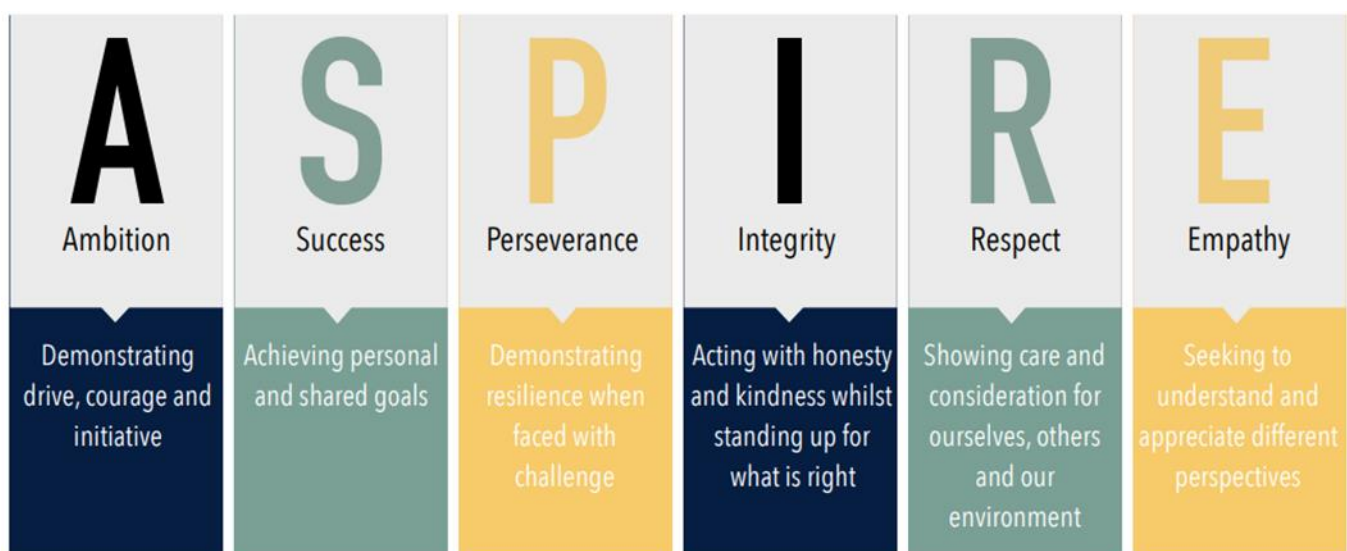 A
Ambition
Demonstrating
drive, courage and
initiative
S
Success
Achieving personal
and shared goals
P
Perseverance
Demonstrating
resilience when
faced with
challenge
I
Integrity
Acting with honesty
and kindness whilst
standing up for
what is right
R
Respect
Showing care and
consideration for
ourselves, others
and our
environment
E
Empathy
Seeking to
understand and
appreciate different
perspectives